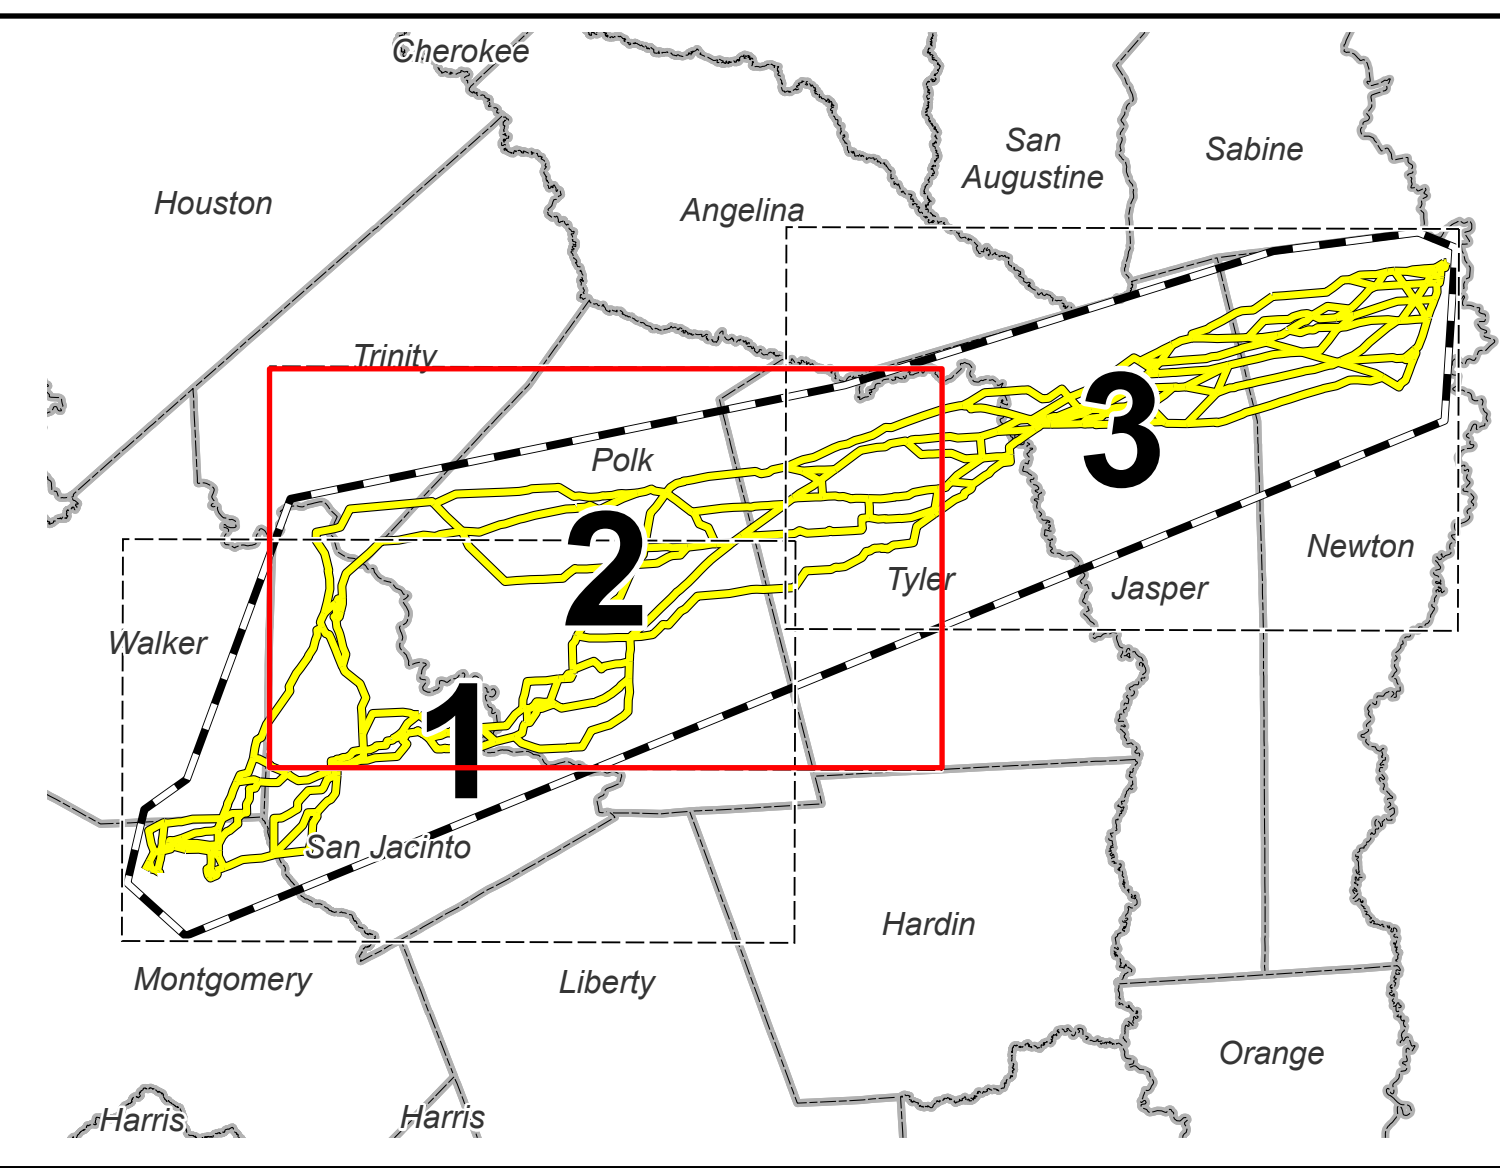 Cherokee
San
Augustine
Sabine
Houston
Angelina
Trinity
Polk
3
2
Newton
Tyler
Jasper
Walker
1
San Jacinto
Hardin
Montgomery
Liberty
Orange
Harris
Harris